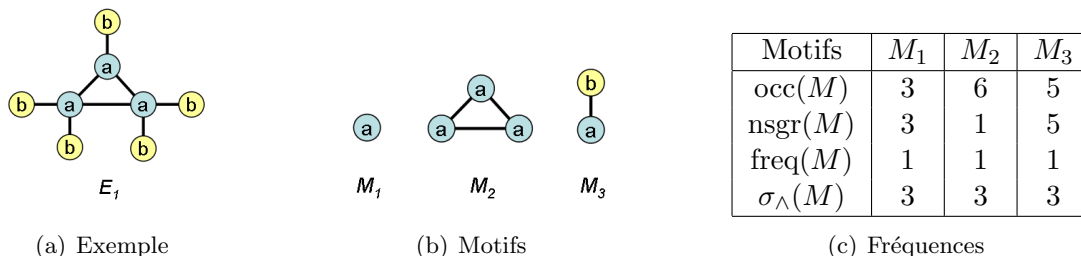 b
a
b a a b
b b
E1
a
a
a a
b
a
M1 M2 M3
Motifs M1 M2 M3
occ(M) 3 6 5
nsgr(M) 3 1 5
freq(M) 1 1 1
σ∧(M) 3 3 3
(a) Exemple
(b) Motifs
(c) Fréquences